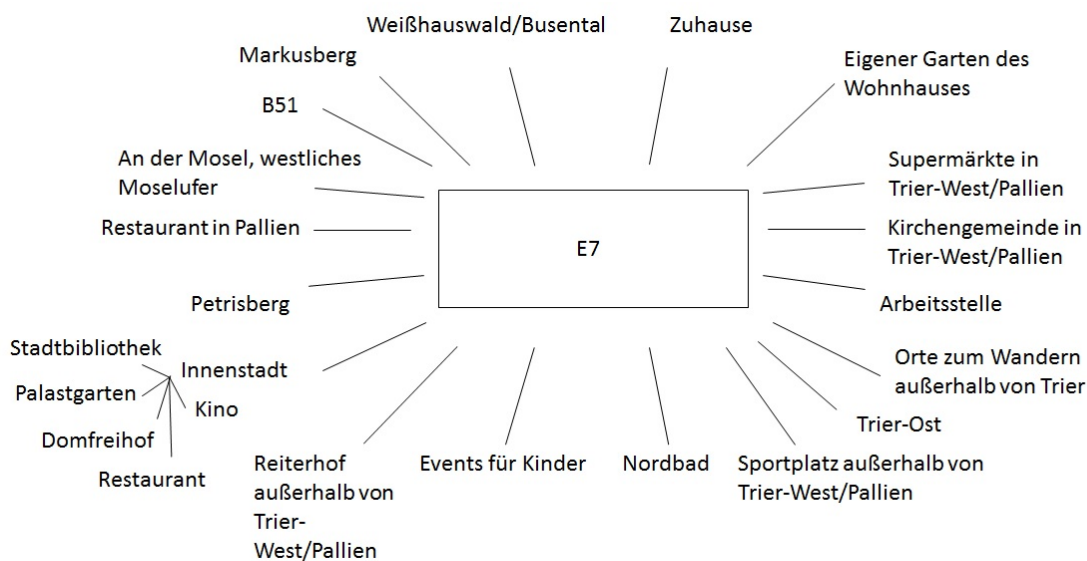 Weißhauswald/Busental
Zuhause
Markusberg
Eigener Garten des
Wohnhauses
B51
An der Mosel, westliches
Moselufer
Supermärkte in
Trier-West/Pallien
Restaurant in Pallien
E7
Kirchengemeinde in
Trier-West/Pallien
Petrisberg
Arbeitsstelle
Stadtbibliothek
Innenstadt
Orte zum Wandern
außerhalb von Trier
Palastgarten
Kino
Trier-Ost
Domfreihof
Restaurant
Reiterhof
außerhalb von
Trier-
West/Pallien
Events für Kinder
Nordbad
Sportplatz außerhalb von
Trier-West/Pallien